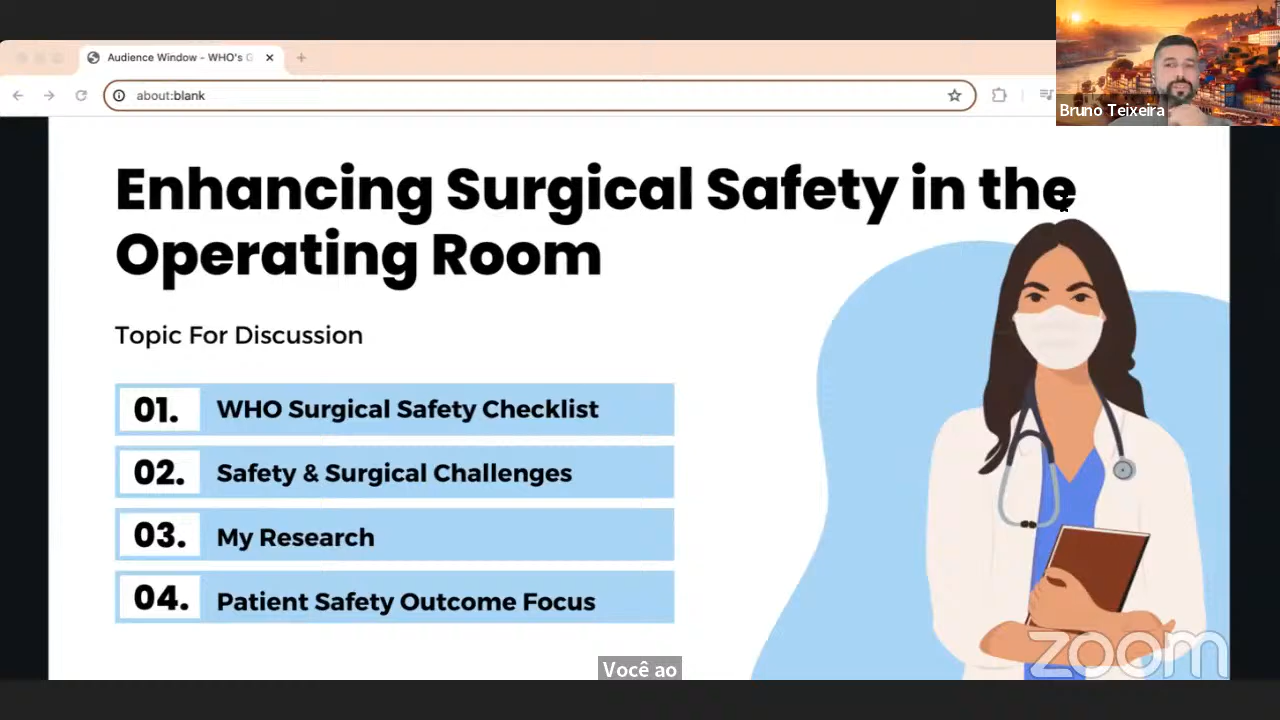 Audience Window - WHO's G
about:blank
Bruno Teixeira
Enhancing Surgical Safety in the
Operating Room
Topic For Discussion
01. WHO Surgical Safety Checklist
02. Safety & Surgical Challenges
03. My Research
04. Patient Safety Outcome Focus
zoom
Você ao